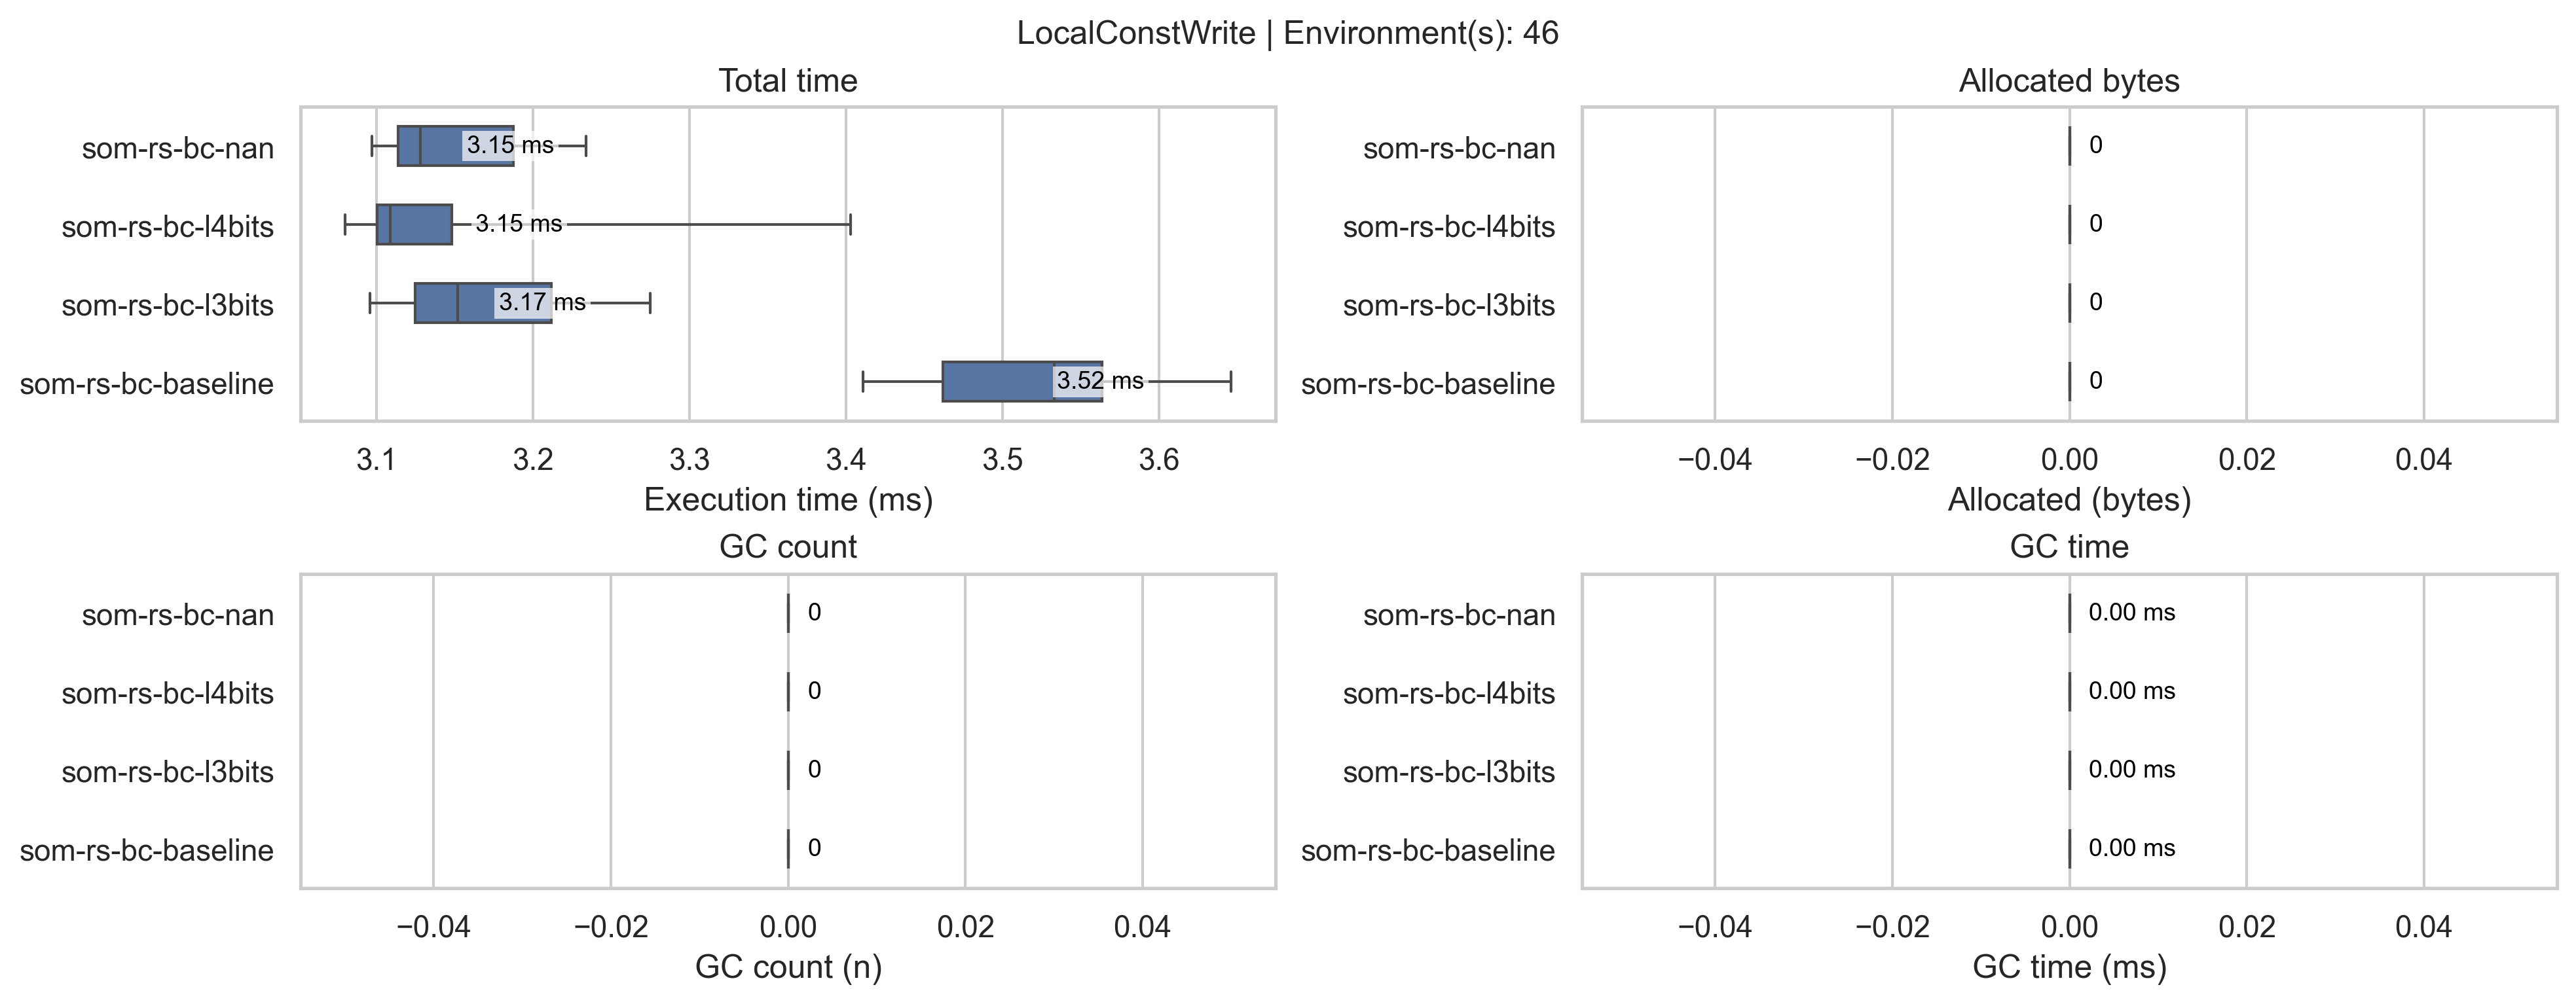 LocalConstWrite | Environment(s): 46
Total time
som-rs-bc-nan
3.15 ms
som-rs-bc-l4bits
3.15 ms
som-rs-bc-l3bits
3.17 ms
som-rs-bc-baseline
3.52 ms
3.1 3.2 3.3 3.4 3.5 3.6
Execution time (ms)
Allocated bytes
som-rs-bc-nan
0
som-rs-bc-l4bits
0
som-rs-bc-l3bits
0
som-rs-bc-baseline
0
−0.04 −0.02 0.00 0.02 0.04
Allocated (bytes)
GC count
som-rs-bc-nan
0
som-rs-bc-l4bits
0
som-rs-bc-l3bits
0
som-rs-bc-baseline
0
−0.04 −0.02 0.00 0.02 0.04
GC count (n)
GC time
som-rs-bc-nan
0.00 ms
som-rs-bc-l4bits
0.00 ms
som-rs-bc-l3bits
0.00 ms
som-rs-bc-baseline
0.00 ms
−0.04 −0.02 0.00 0.02 0.04
GC time (ms)